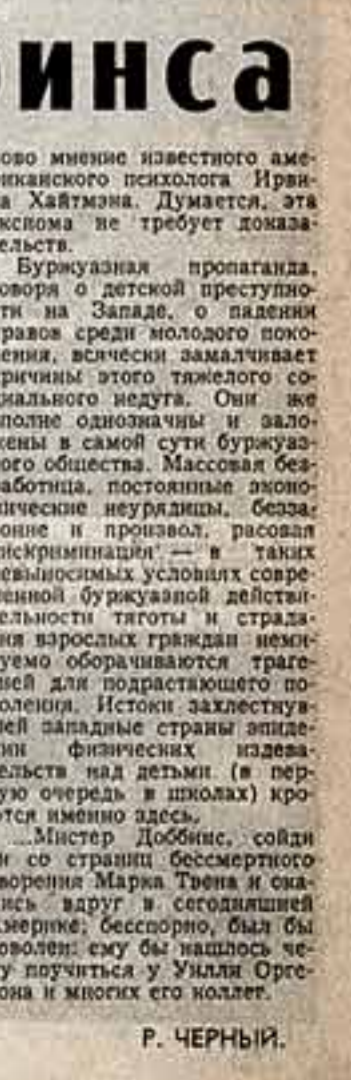 инса
ово мнение известного аме-
иканского психолога Ирви-
а Хайтмэна. Думается, эта
ксиома не требует доказа-
ельств.
Буржуазная пропаганда,
оворя о детской преступно-
ти на Западе, о падении
равов среди молодого поко-
ения, всячески замалчивает
ричины этого тяжелого со-
иального недуга. Они же
полне однозначны и зало-
жены в самой сути буржуаз-
ого общества. Массовая без-
аботица, постоянные эконо-
ические неурядицы, безза-
оние и произвол, расовая
искриминация — в таких
евыносимых условиях совре-
енной буржуазной действи-
ельности тяготы и страда-
ия взрослых граждан неми-
уемо оборачиваются траге-
ией для подрастающего по-
оления. Истоки захлестнув-
ей западные страны эпиде-
ии физических издева-
ельств над детьми (в пер-
ую очередь в школах) кро-
тся именно здесь.
...Мистер Доббинс, сойди
н со страниц бессмертного
ворения Марка Твена и ока-
ись вдруг в сегодняшней
мерике, бесспорно, был бы
оволен: ему бы нашлось че-
у поучиться у Уилли Орге-
она и многих его коллег.
Р. ЧЕРНЫЙ.